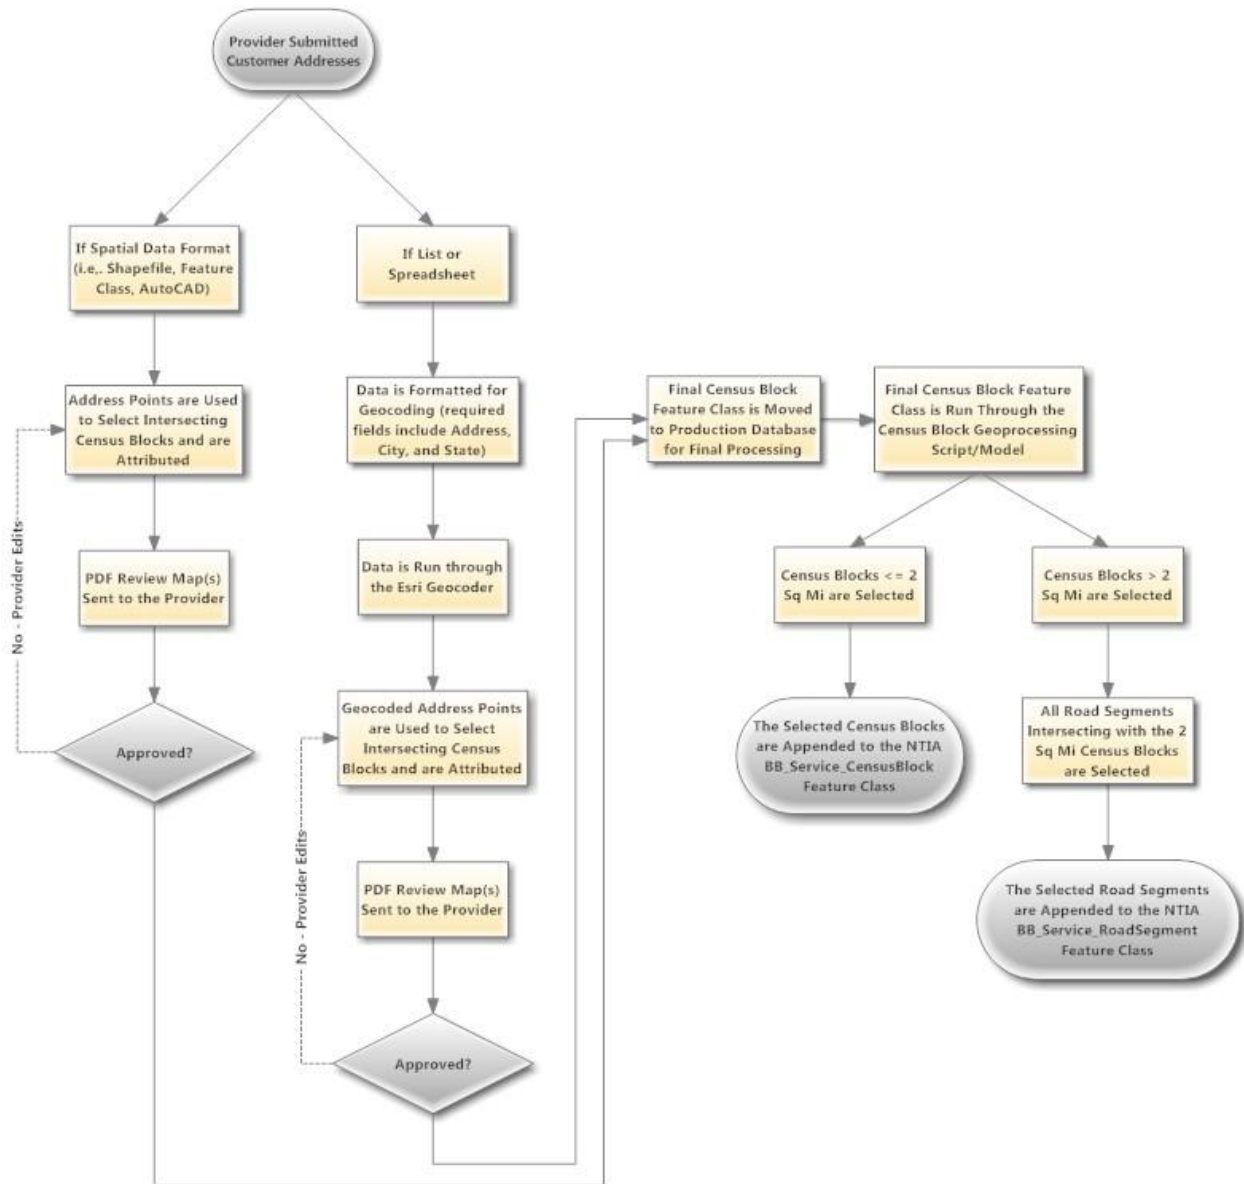 Provider Submitted
Customer Addresses
If Spatial Data Format
(i.e,. Shapefile, Feature
Class, AutoCAD)
Address Points are Used
to Select Intersecting
Census Blocks and are
Attributed
PDF Review Map(s)
Sent to the Provider
Approved?
No - Provider Edits
If List or
Spreadsheet
Data is Formatted for
Geocoding (required
fields include Address,
City, and State)
Data is Run through
the Esri Geocoder
Geocoded Address Points
are Used to Select
Intersecting Census
Blocks and are Attributed
PDF Review Map(s)
Sent to the Provider
Approved?
No - Provider Edits
Final Census Block
Feature Class is Moved
to Production Database
for Final Processing
Final Census Block Feature
Class is Run Through the
Census Block Geoprocessing
Script/Model
Census Blocks <= 2
Sq Mi are Selected
The Selected Census Blocks
are Appended to the NTIA
BB_Service_CensusBlock
Feature Class
Census Blocks > 2
Sq Mi are Selected
All Road Segments
Intersecting with the 2
Sq Mi Census Blocks
are Selected
The Selected Road Segments
are Appended to the NTIA
BB_Service_RoadSegment
Feature Class